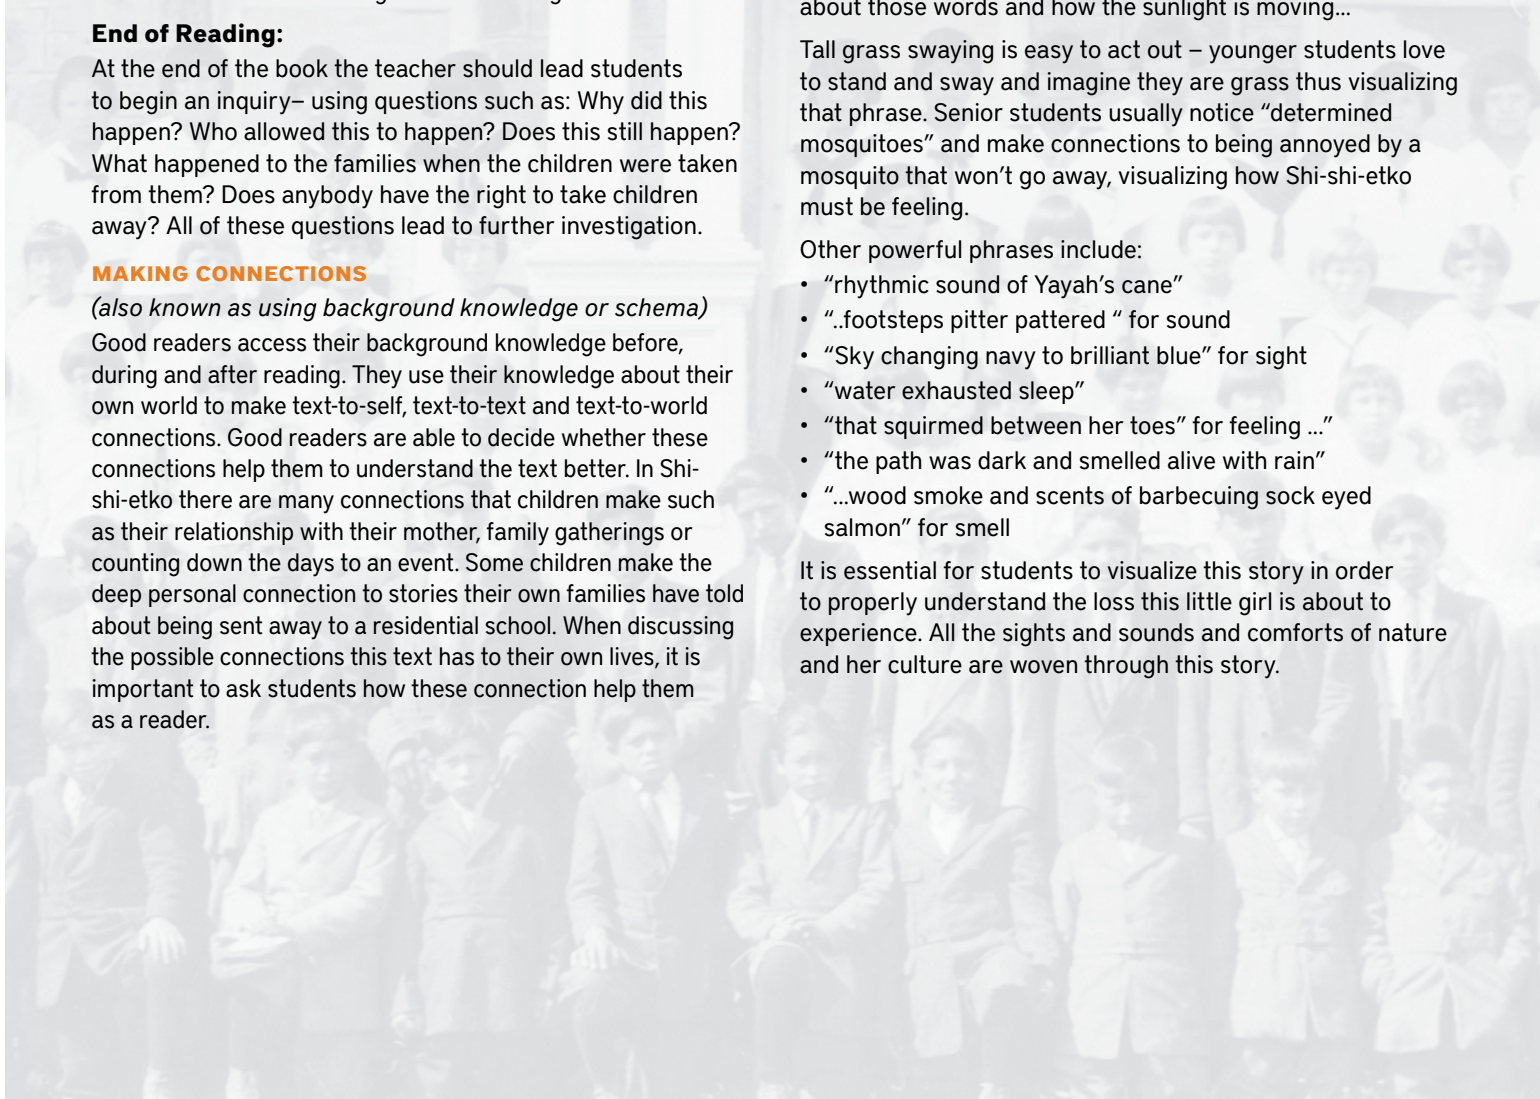 End of Reading:
At the end of the book the teacher should lead students
to begin an inquiry– using questions such as: Why did this
happen? Who allowed this to happen? Does this still happen?
What happened to the families when the children were taken
from them? Does anybody have the right to take children
away? All of these questions lead to further investigation.
MAKING CONNECTIONS
(also known as using background knowledge or schema)
Good readers access their background knowledge before,
during and after reading. They use their knowledge about their
own world to make text-to-self, text-to-text and text-to-world
connections. Good readers are able to decide whether these
connections help them to understand the text better. In Shi-
shi-etko there are many connections that children make such
as their relationship with their mother, family gatherings or
counting down the days to an event. Some children make the
deep personal connection to stories their own families have told
about being sent away to a residential school. When discussing
the possible connections this text has to their own lives, it is
important to ask students how these connection help them
as a reader.
about those words and how the sunlight is moving...
Tall grass swaying is easy to act out – younger students love
to stand and sway and imagine they are grass thus visualizing
that phrase. Senior students usually notice “determined
mosquitoes” and make connections to being annoyed by a
mosquito that won’t go away, visualizing how Shi-shi-etko
must be feeling.
Other powerful phrases include:
• “rhythmic sound of Yayah’s cane”
• “..footsteps pitter pattered “ for sound
• “Sky changing navy to brilliant blue” for sight
• “water exhausted sleep”
• “that squirmed between her toes” for feeling ...”
• “the path was dark and smelled alive with rain”
• “...wood smoke and scents of barbecuing sock eyed
salmon” for smell
It is essential for students to visualize this story in order
to properly understand the loss this little girl is about to
experience. All the sights and sounds and comforts of nature
and her culture are woven through this story.